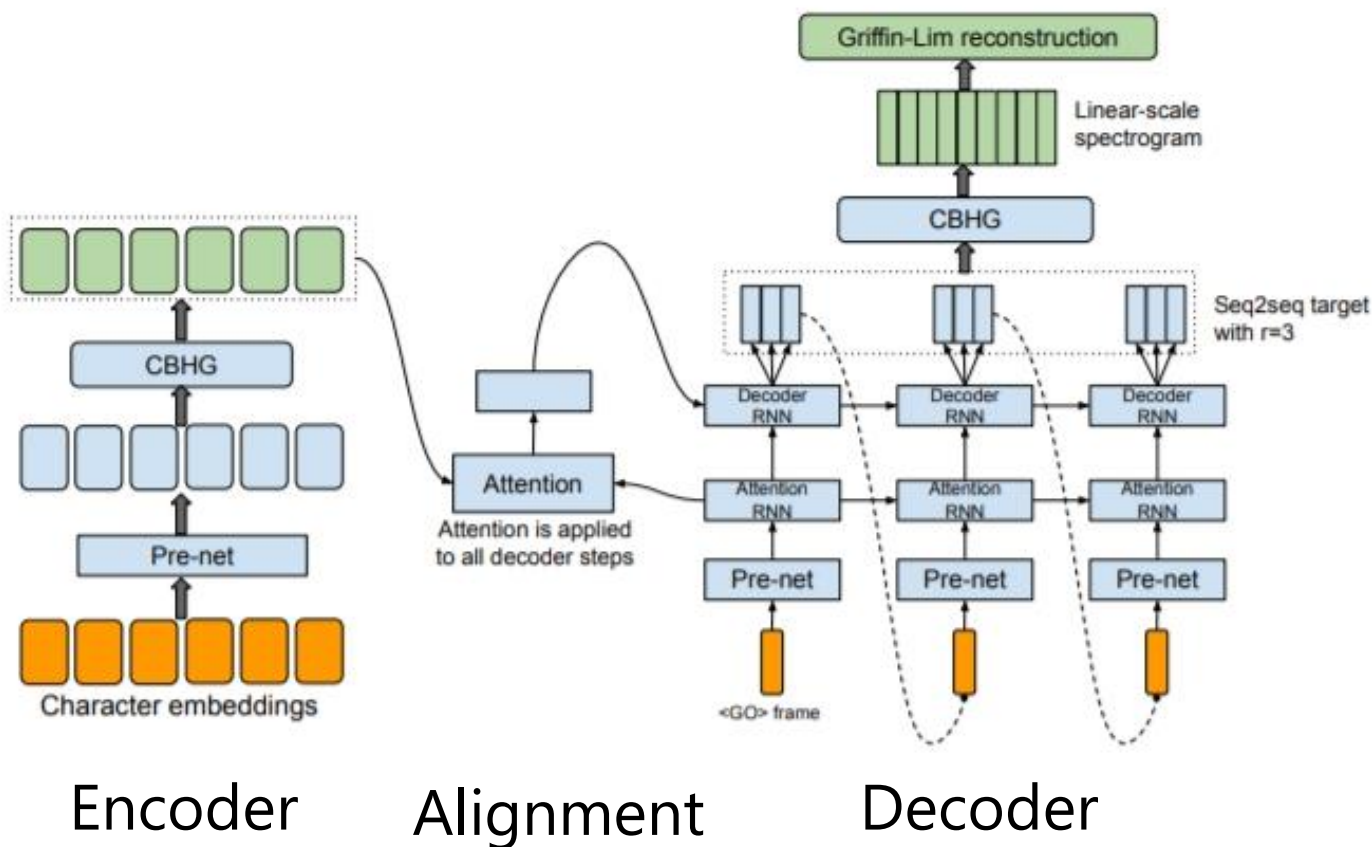 Griffin-Lim reconstruction
Linear-scale
spectrogram
CBHG
Seq2seq target
with r=3
CBHG
Decoder
RNN
Decoder
RNN
Decoder
RNN
Attention
Attention is applied
to all decoder steps
Attention
RNN
Attention
RNN
Attention
RNN
Pre-net
Pre-net
Pre-net
Pre-net
Character embeddings
<GO> frame
Encoder
Alignment
Decoder